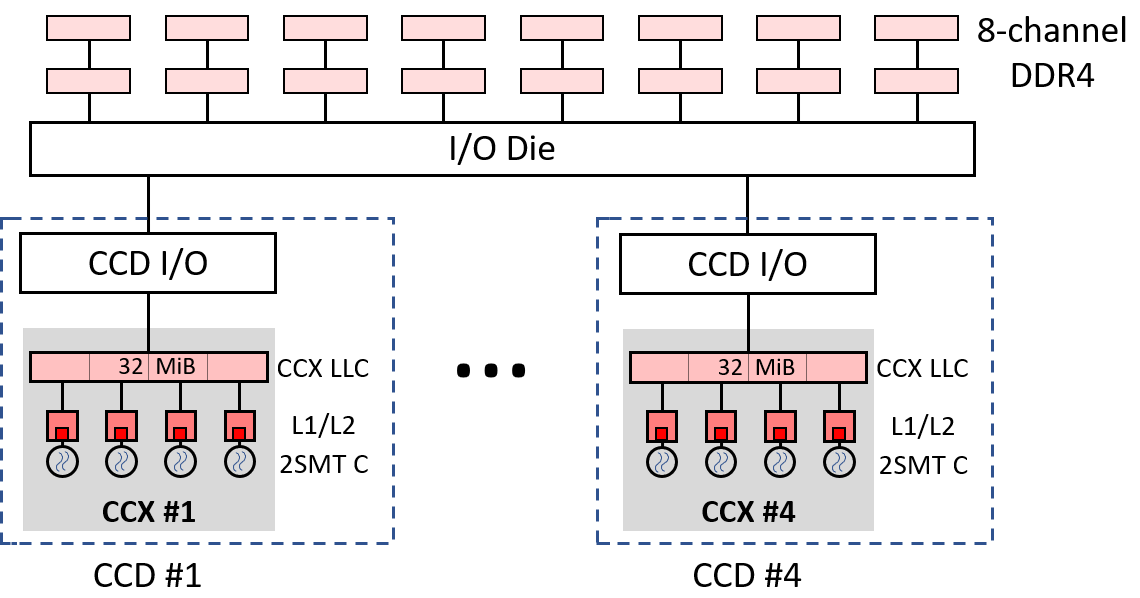 8-channel
DDR4
I/O Die
CCD I/O
CCD I/O
32 MiB
CCX LLC
32 MiB
CCX LLC
L1/L2
L1/L2
2SMT C
2SMT C
CCX #1
CCX #4
CCD #1
CCD #4